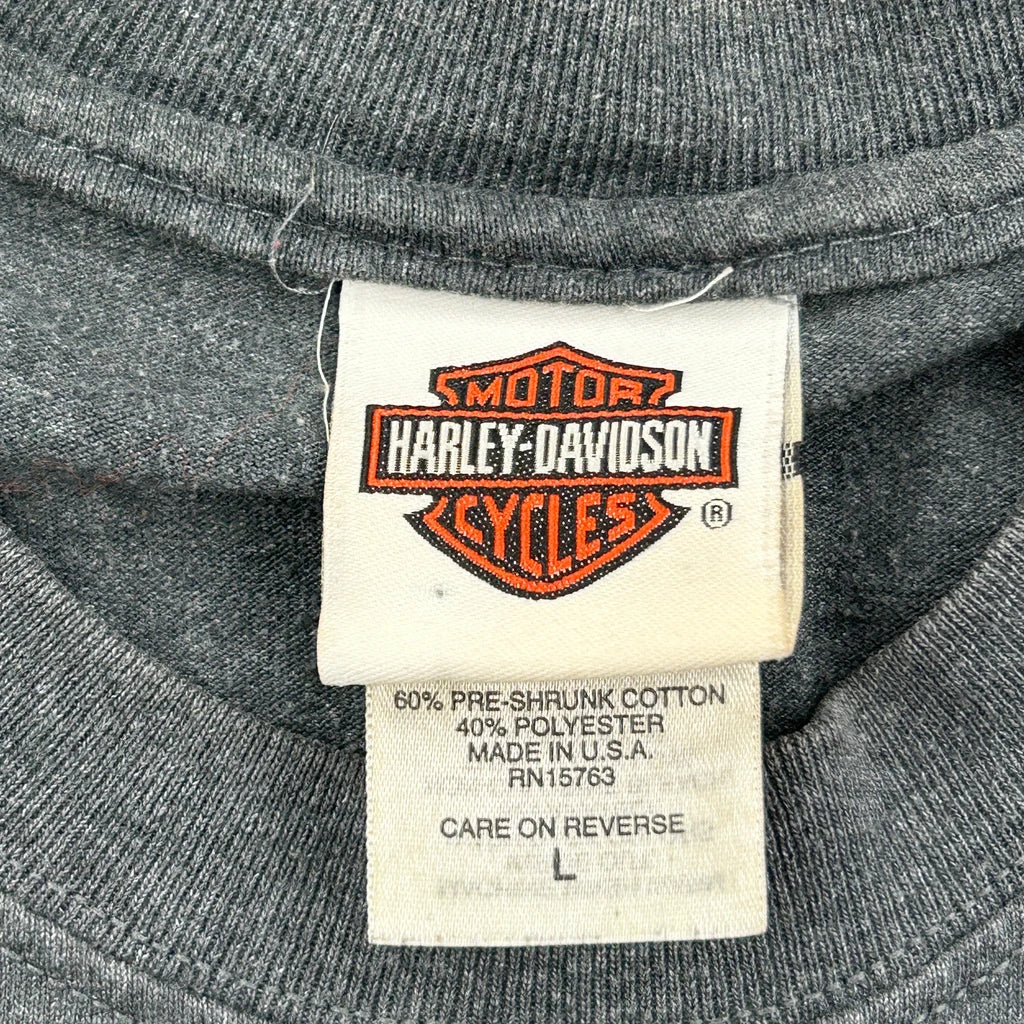 MOTOR
HARLEY-DAVIDSON
CYCLES
®
60% PRE-SHRUNK COTTON
40% POLYESTER
MADE IN U.S.A.
RN15763
CARE ON REVERSE
L